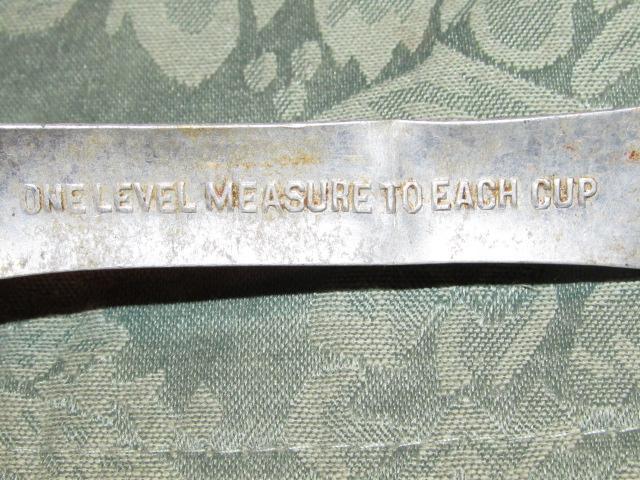 ONE LEVEL MEASURE TO EACH CUP